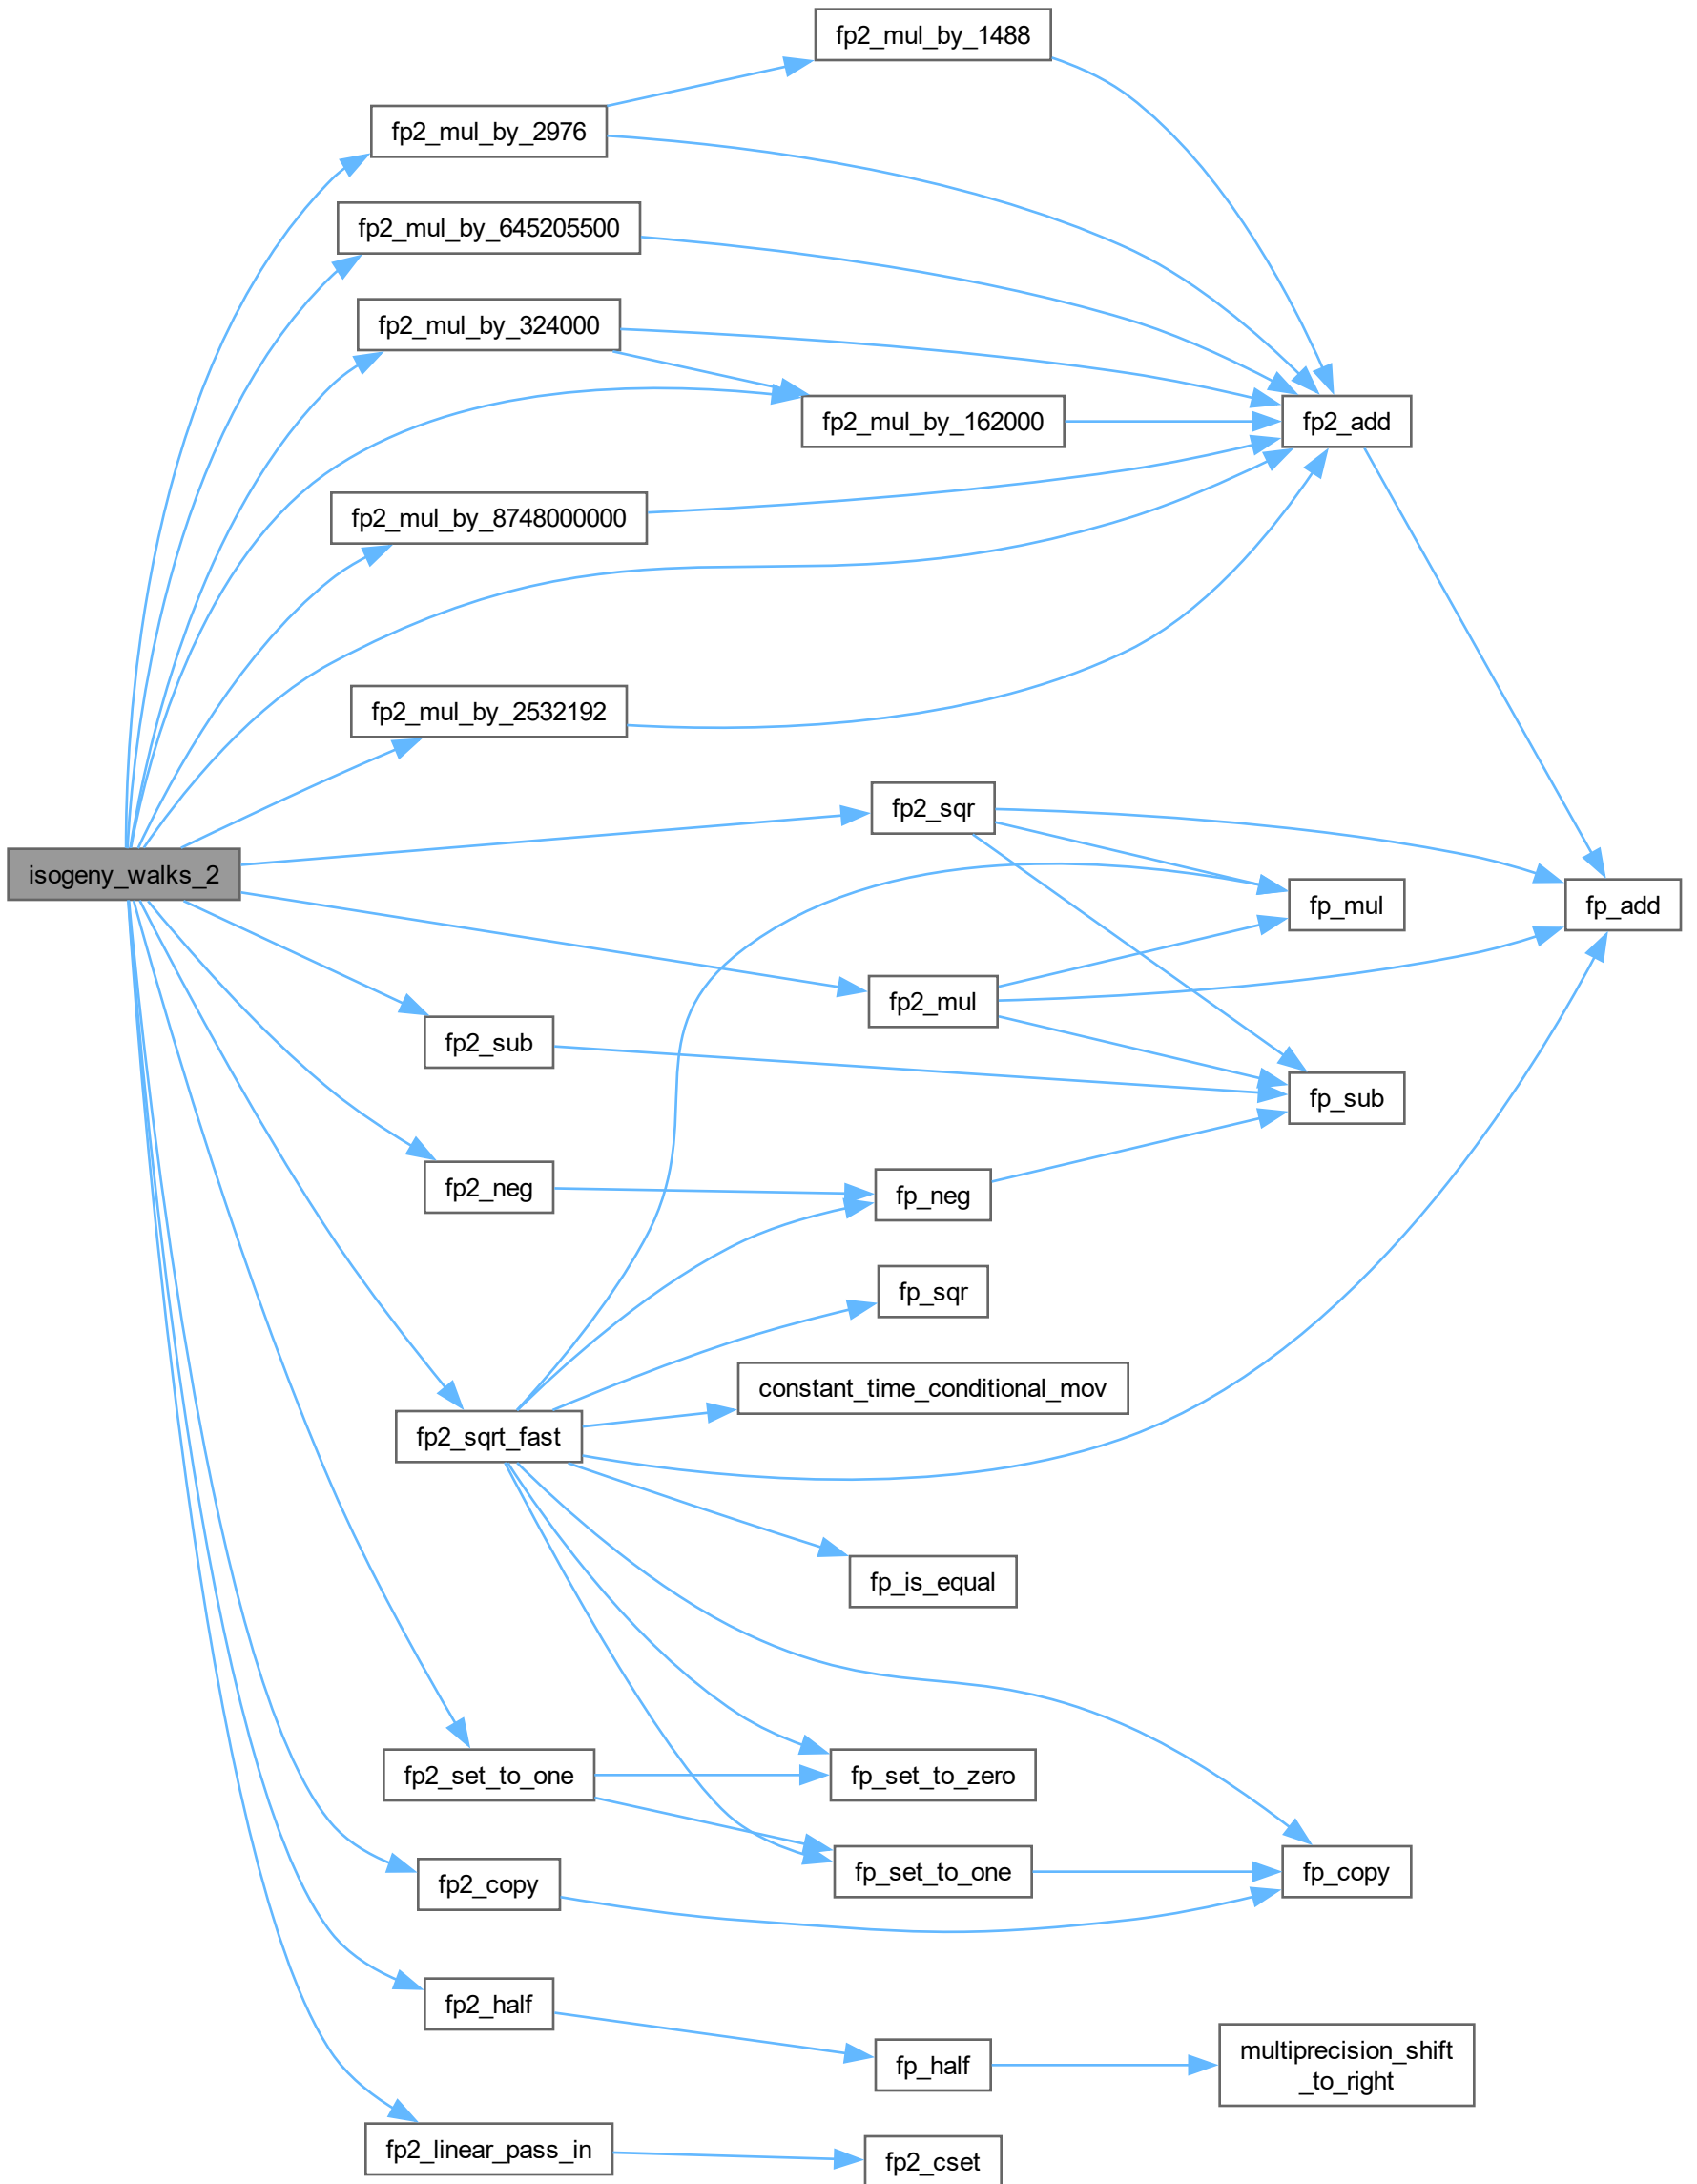 fp2_mul_by_1488
fp2_mul_by_2976
fp2_mul_by_645205500
fp2_mul_by_324000
fp2_mul_by_162000
fp2_add
fp2_mul_by_8748000000
fp2_mul_by_2532192
fp2_sqr
isogeny_walks_2
fp_mul
fp_add
fp2_mul
fp2_sub
fp_sub
fp2_neg
fp_neg
fp_sqr
constant_time_conditional_mov
fp2_sqrt_fast
fp_is_equal
fp2_set_to_one
fp_set_to_zero
fp_set_to_one
fp_copy
fp2_copy
fp2_half
fp_half
multiprecision_shift
_to_right
fp2_linear_pass_in
fp2_cset